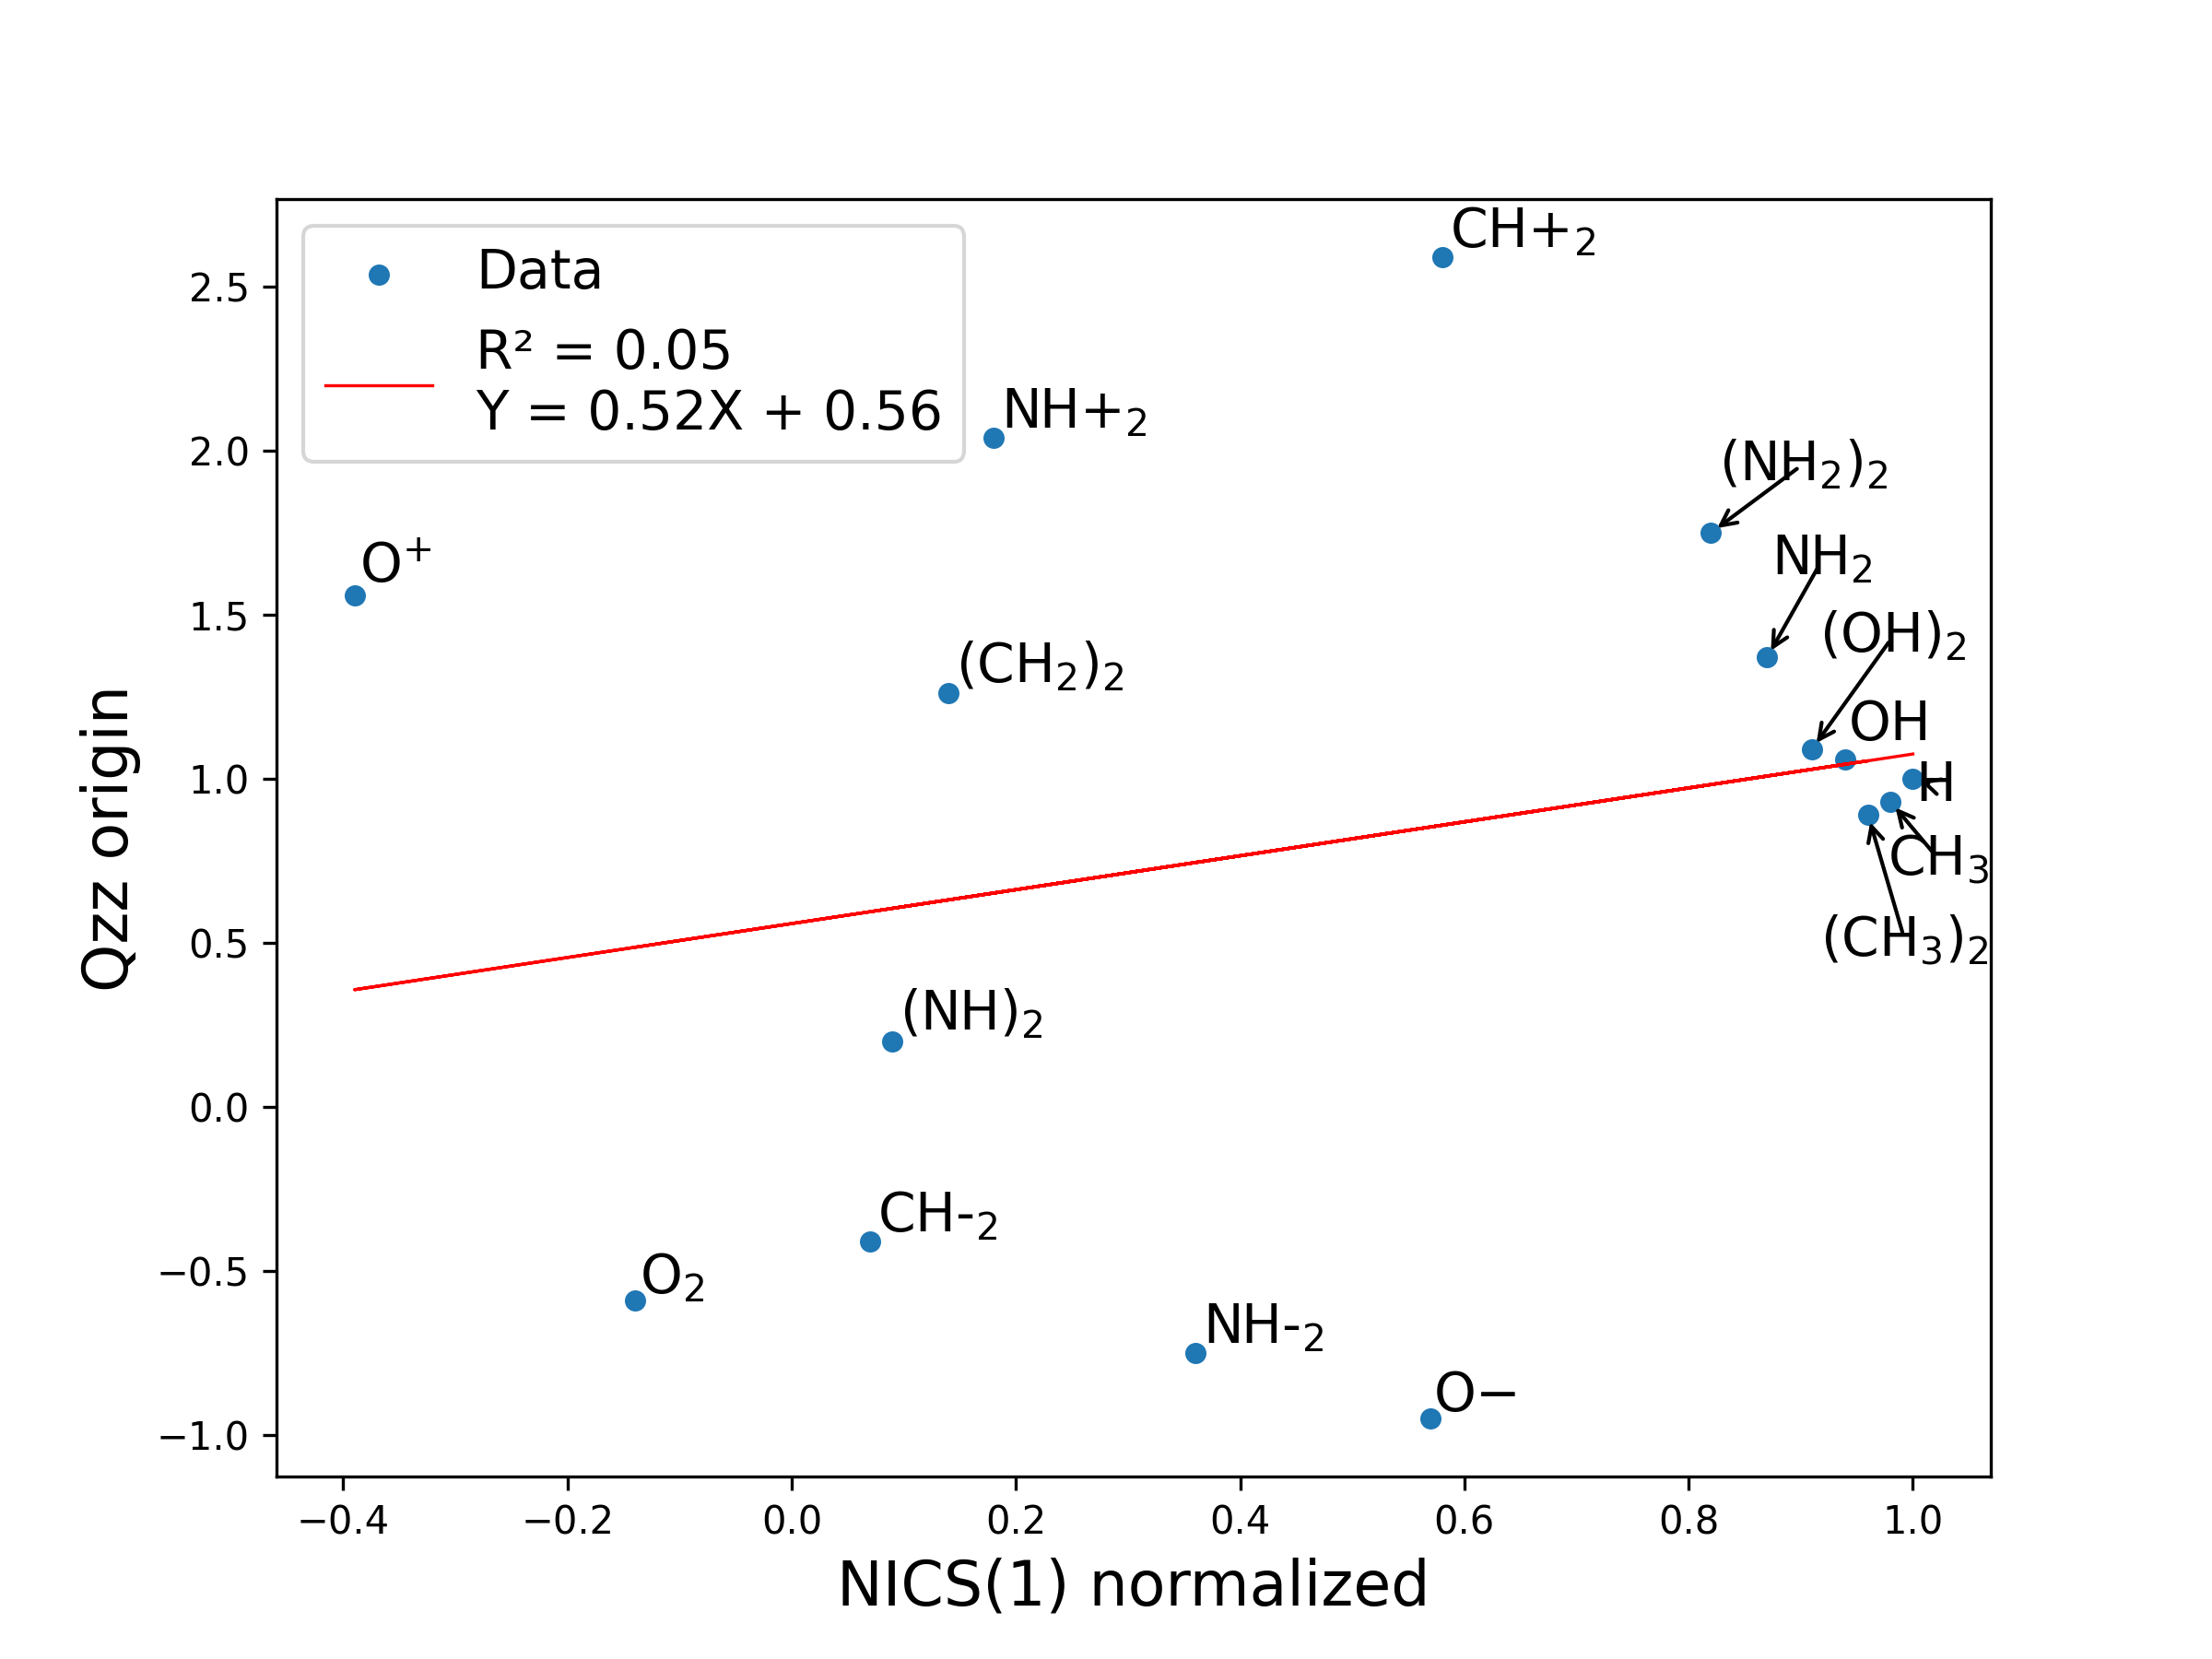 CH+₂
Data
R² = 0.05
Y = 0.52X + 0.56
NH+₂
(NH₂)₂
O⁺
NH₂
(OH)₂
(CH₂)₂
OH
H
CH₃
(CH₃)₂
(NH)₂
CH-₂
O₂
NH-₂
O−
2.5
2.0
1.5
1.0
0.5
0.0
−0.5
−1.0
Qzz origin
−0.4 −0.2 0.0 0.2 0.4 0.6 0.8 1.0
NICS(1) normalized